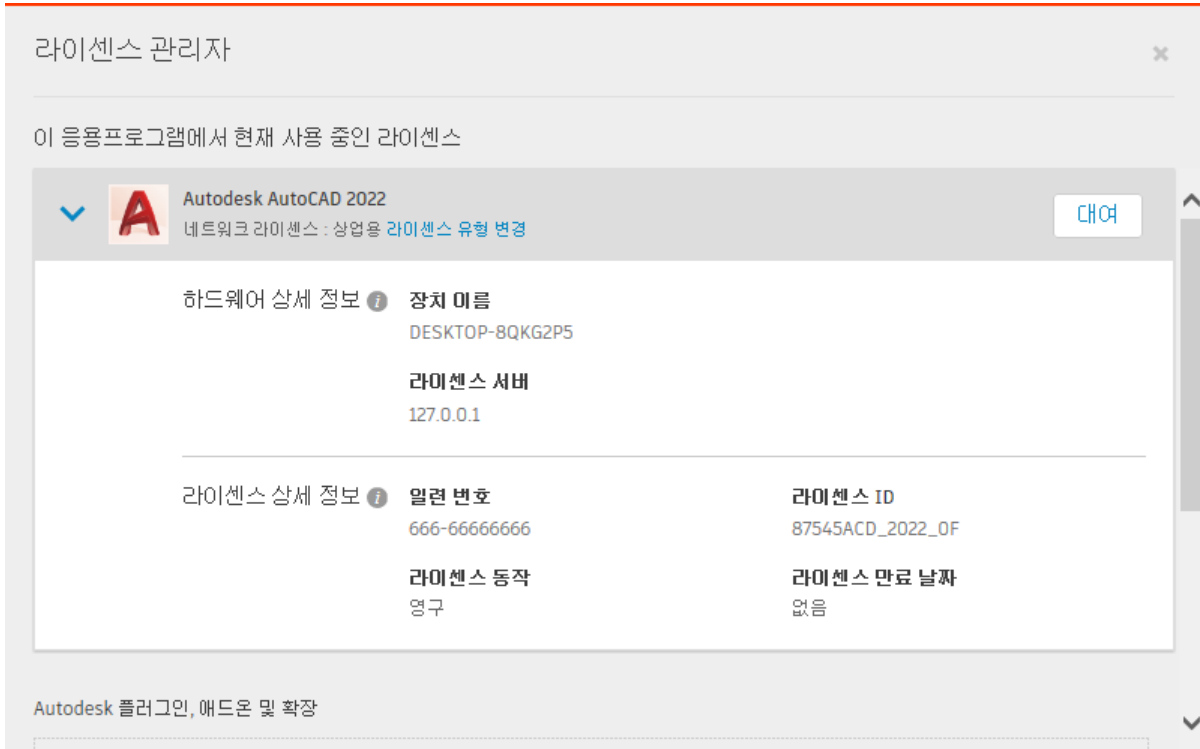 라이센스 관리자
이 응용프로그램에서 현재 사용 중인 라이센스
Autodesk AutoCAD 2022
네트워크 라이센스 : 상업용 라이센스 유형 변경
대여
하드웨어 상세 정보
장치 이름
DESKTOP-8QKG2P5
라이센스 서버
127.0.0.1
라이센스 상세 정보
일련 번호
라이센스 ID
666-66666666
87545ACD_2022_0F
라이센스 동작
라이센스 만료 날짜
영구
없음
Autodesk 플러그인, 애드온 및 확장